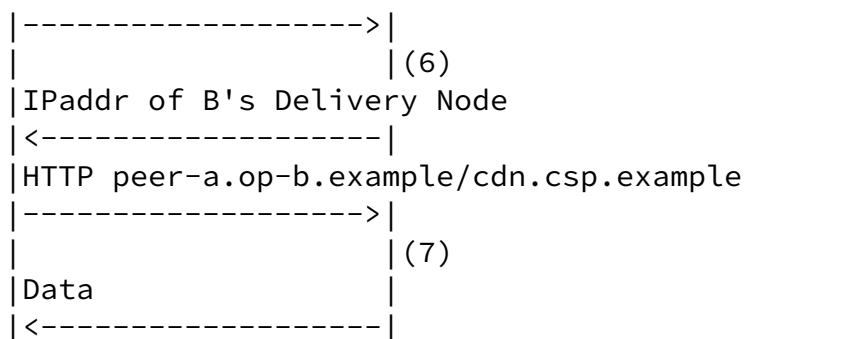 |------------------->|
|                    |(6)
|IPaddr of B's Delivery Node
|<-------------------|
|HTTP peer-a.op-b.example/cdn.csp.example
|------------------->|
|                    |(7)
|Data                |
|<-------------------|